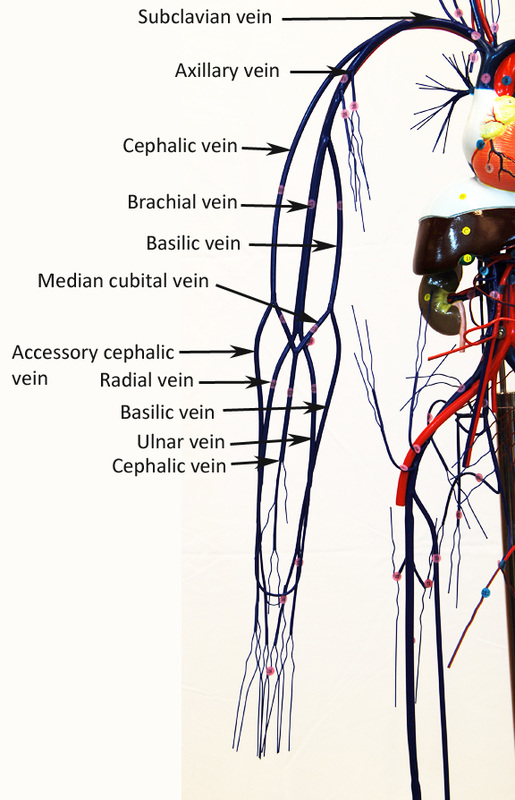 Subclavian vein
Axillary vein
Cephalic vein
Brachial vein
Basilic vein
Median cubital vein
Accessory cephalic
vein
Radial vein
Basilic vein
Ulnar vein
Cephalic vein